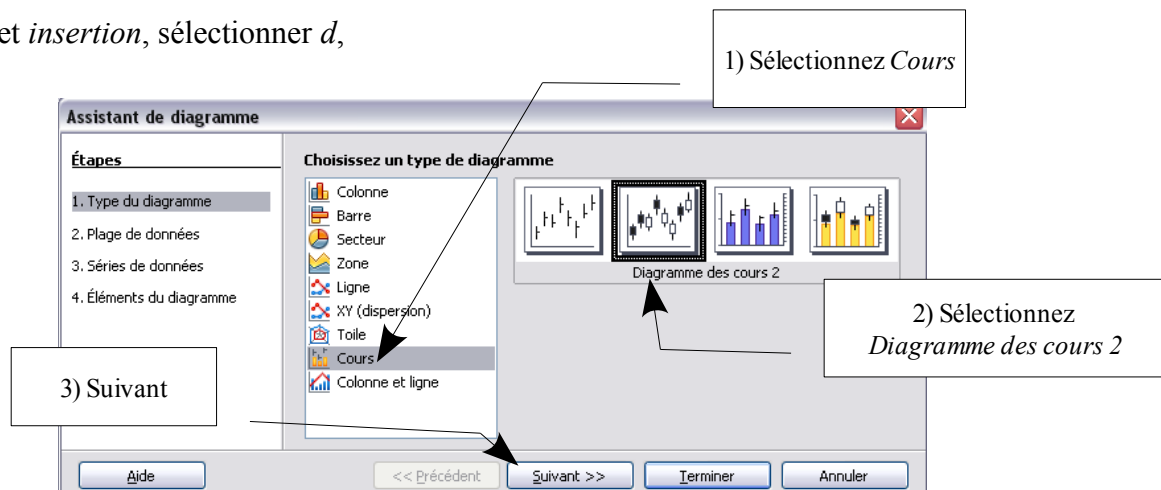 et insertion, sélectionner d,
1) Sélectionnez Cours
Assistant de diagramme
Étapes
1. Type du diagramme
2. Plage de données
3. Séries de données
4. Éléments du diagramme
Choisissez un type de diagramme
Colonne
Barre
Secteur
Zone
Ligne
XY (dispersion)
Toile
Cours
Colonne et ligne
Diagramme des cours 2
2) Sélectionnez
Diagramme des cours 2
3) Suivant
Aide
<< Précédent
Suivant >>
Terminer
Annuler